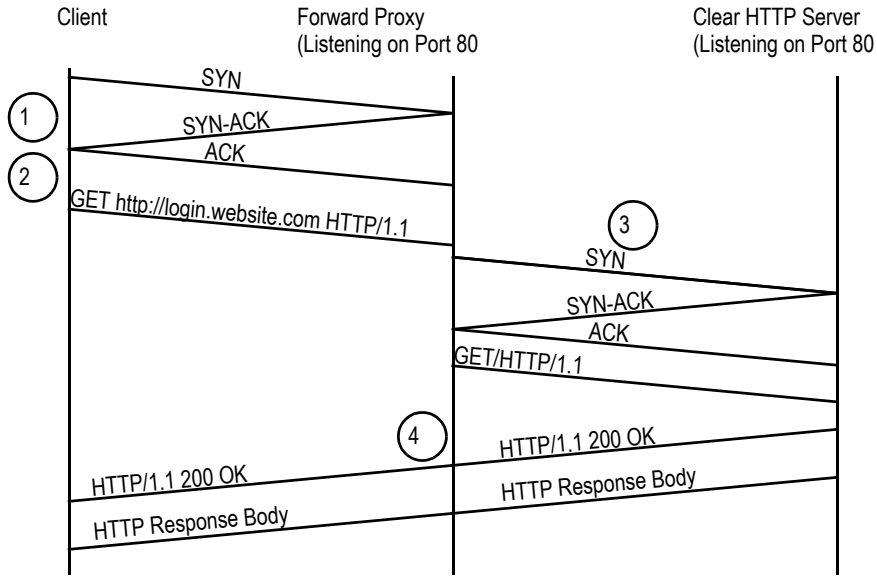 Client
Forward Proxy
(Listening on Port 80
Clear HTTP Server
(Listening on Port 80
SYN
1
SYN-ACK
ACK
2
GET http://login.website.com HTTP/1.1
3
SYN
SYN-ACK
ACK
GET/HTTP/1.1
4
HTTP/1.1 200 OK
HTTP/1.1 200 OK
HTTP Response Body
HTTP Response Body